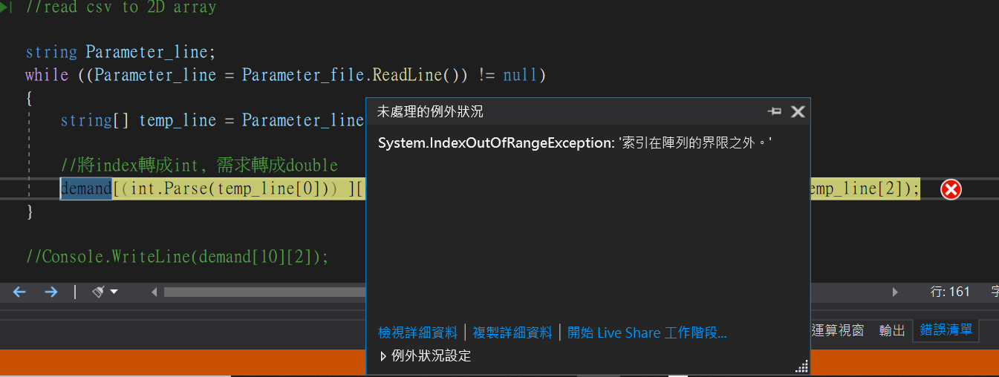 //read csv to 2D array
string Parameter_line;
while ((Parameter_line = Parameter_file.ReadLine()) != null)
{
string[] temp_line = Parameter_line
//將index轉成int, 需求轉成double
demand[(int.Parse(temp_line[0])) ][
emp_line[2]);
}
//Console.WriteLine(demand[10][2]);
未處理的例外狀況
System.IndexOutOfRangeException: '索引在陣列的界限之外。'
檢視詳細資料 | 複製詳細資料 | 開始 Live Share 工作階段...
例外狀況設定
行: 161 字
運算視窗 輸出 錯誤清單